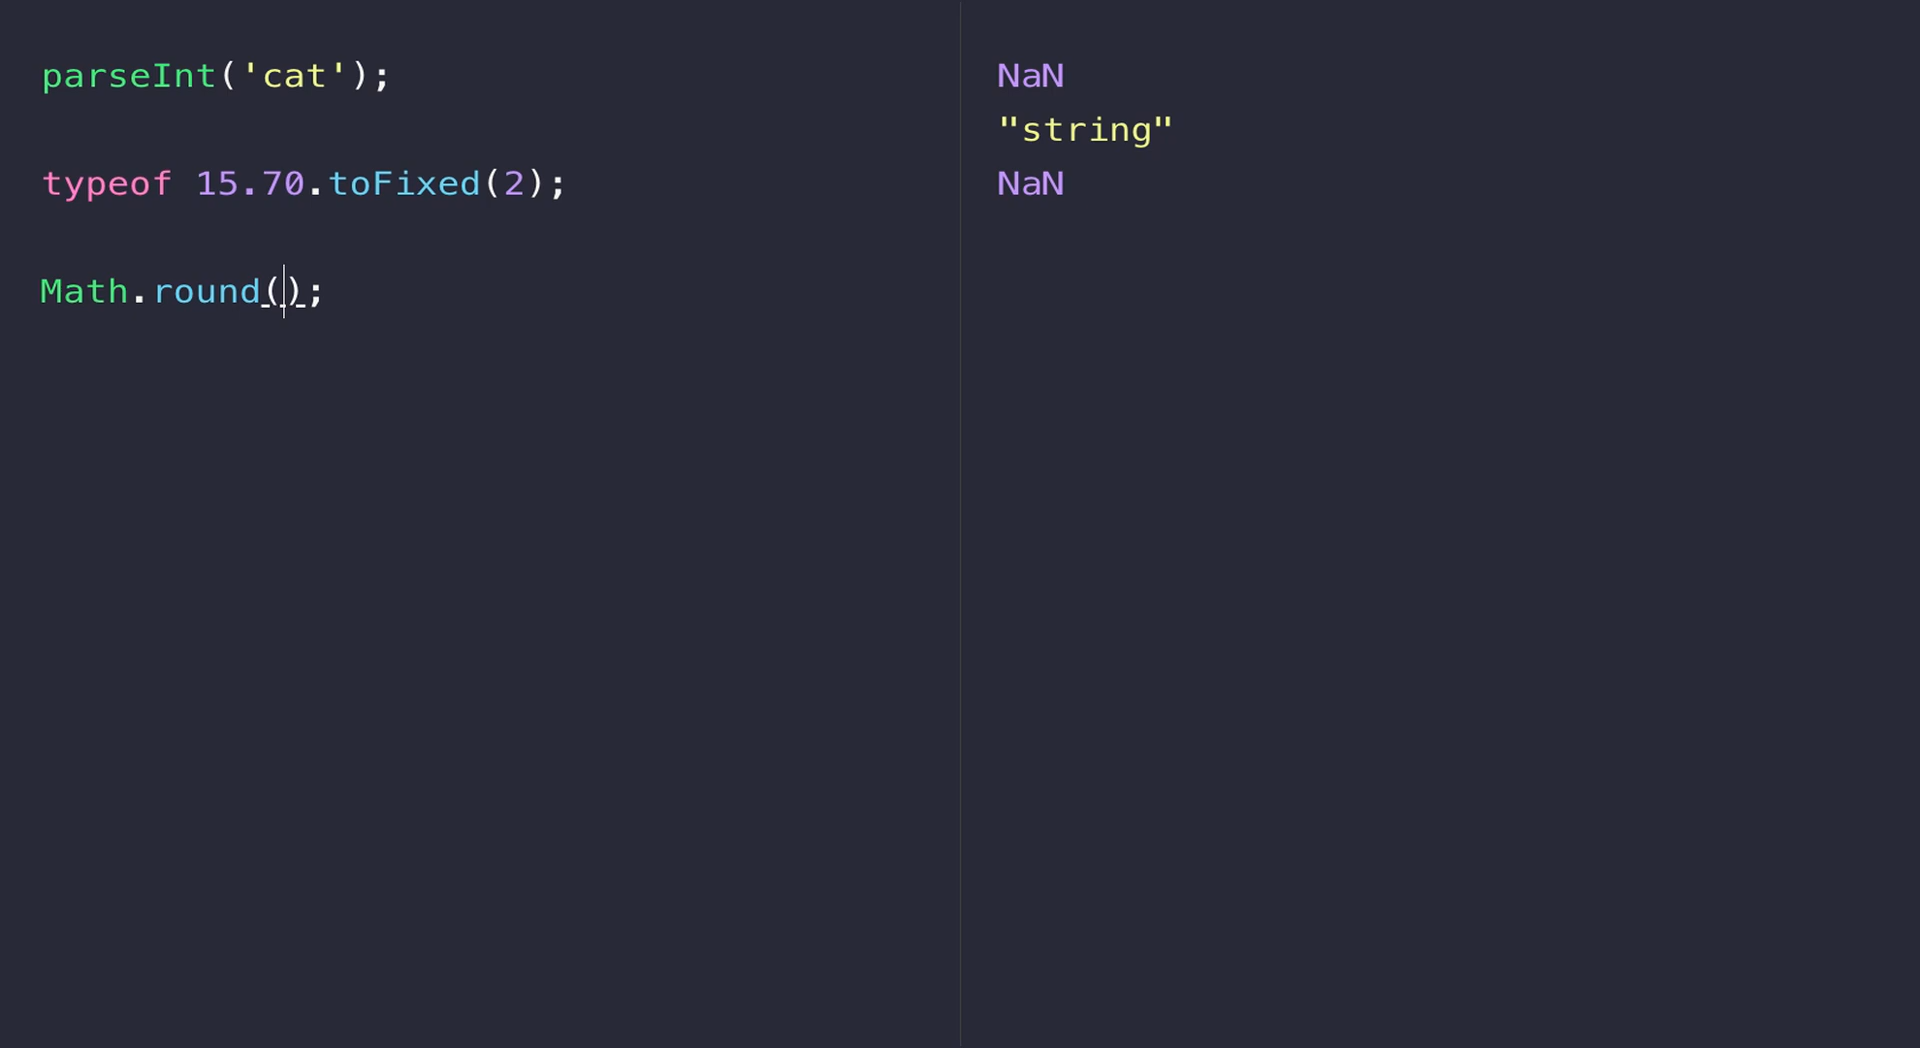 parseInt('cat');
typeof 15.70.toFixed(2);
Math.round();
NaN
"string"
NaN